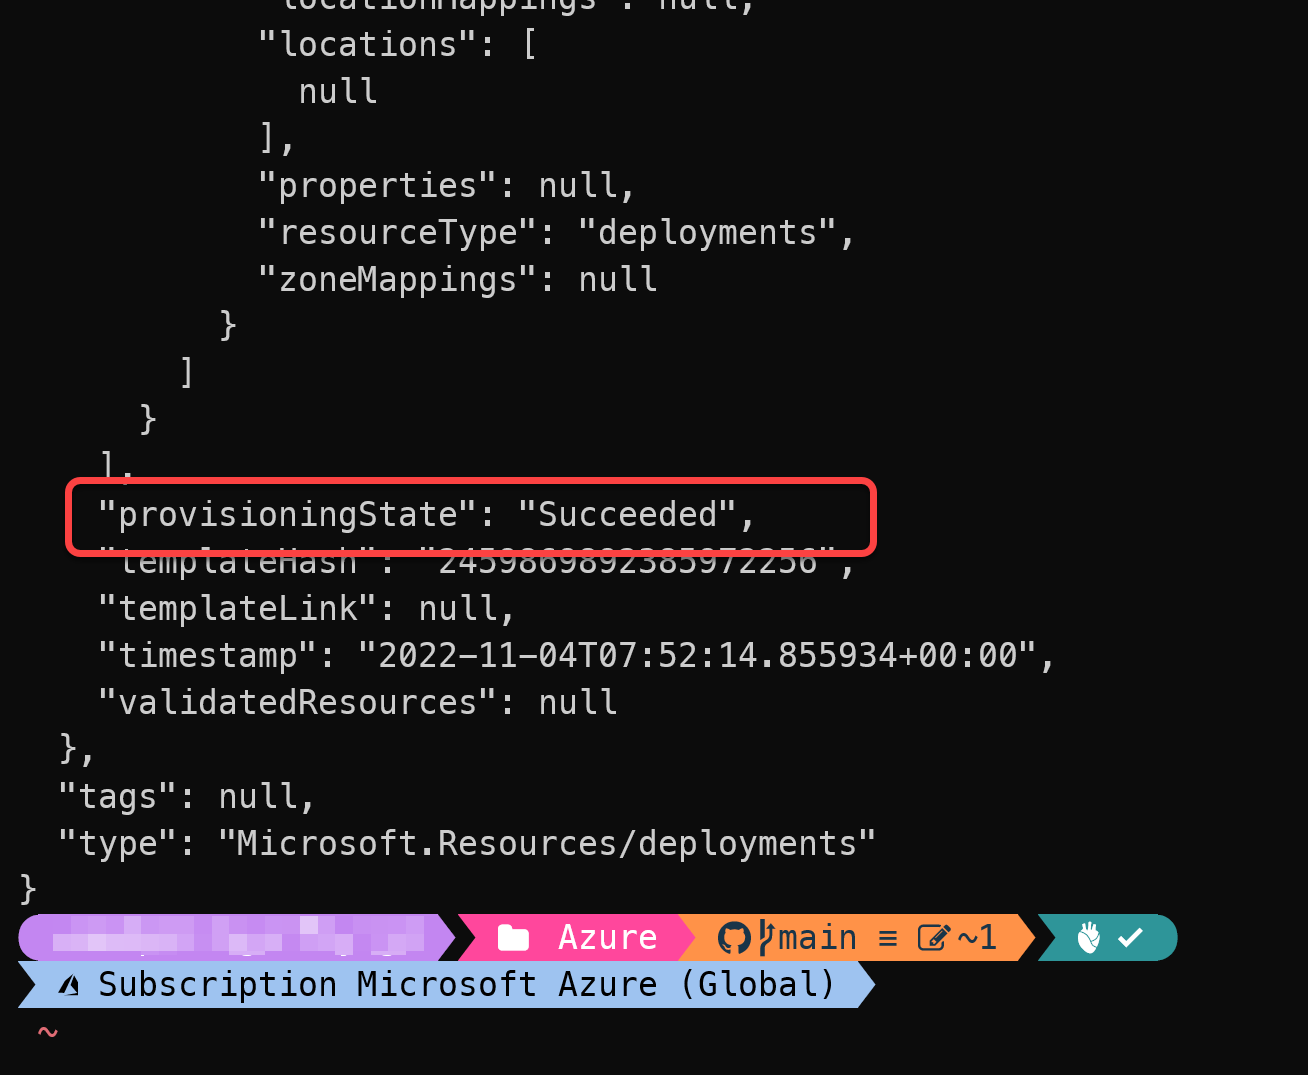 "locationMappings": null,
"locations": [
null
],
"properties": null,
"resourceType": "deployments",
"zoneMappings": null
}
]
}
],
"provisioningState": "Succeeded",
"templateHash": "2459869892385972256",
"templateLink": null,
"timestamp": "2022-11-04T07:52:14.855934+00:00",
"validatedResources": null
},
"tags": null,
"type": "Microsoft.Resources/deployments"
}
Azure main ≡ ~1
Subscription Microsoft Azure (Global)
~